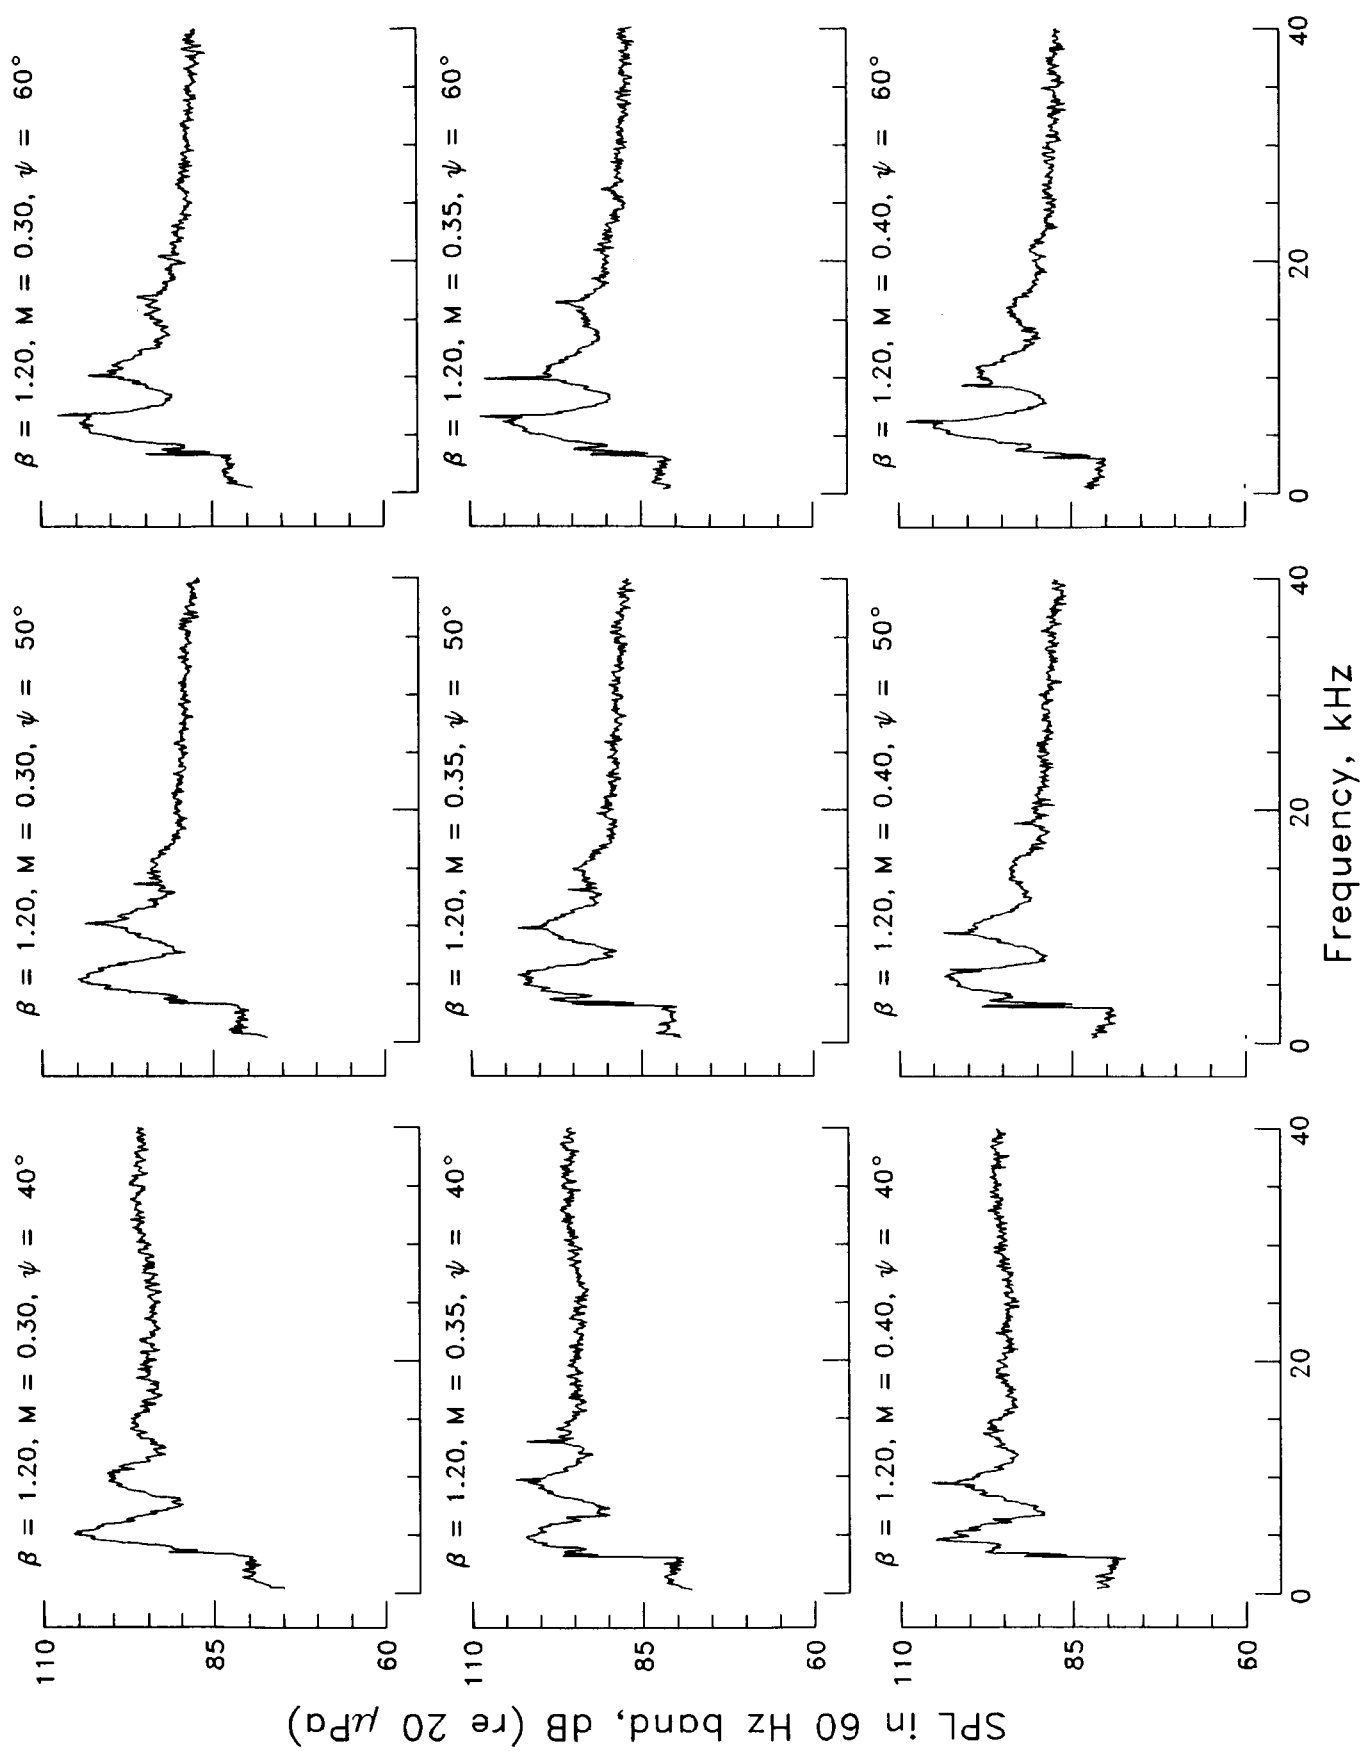 β = 1.20, M = 0.30, ψ = 40°
β = 1.20, M = 0.30, ψ = 50°
β = 1.20, M = 0.30, ψ = 60°
110
85
60
β = 1.20, M = 0.35, ψ = 40°
β = 1.20, M = 0.35, ψ = 50°
β = 1.20, M = 0.35, ψ = 60°
110
85
60
β = 1.20, M = 0.40, ψ = 40°
β = 1.20, M = 0.40, ψ = 50°
β = 1.20, M = 0.40, ψ = 60°
110
85
60
0 20 40
0 20 40
0 20 40
SPL in 60 Hz band, dB (re 20 μPa)
Frequency, kHz